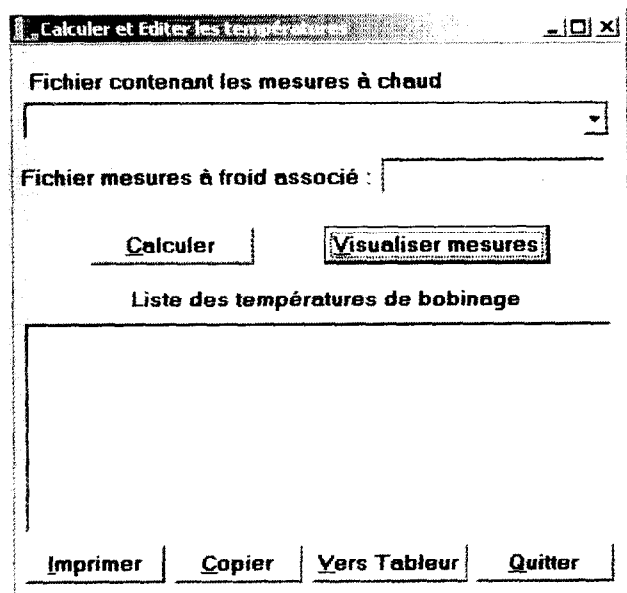 Calculer et Editer les températures
Fichier contenant les mesures à chaud
Fichier mesures à froid associé :
Calculer Visualiser mesures
Liste des températures de bobinage
Imprimer Copier Vers Tableur Quitter